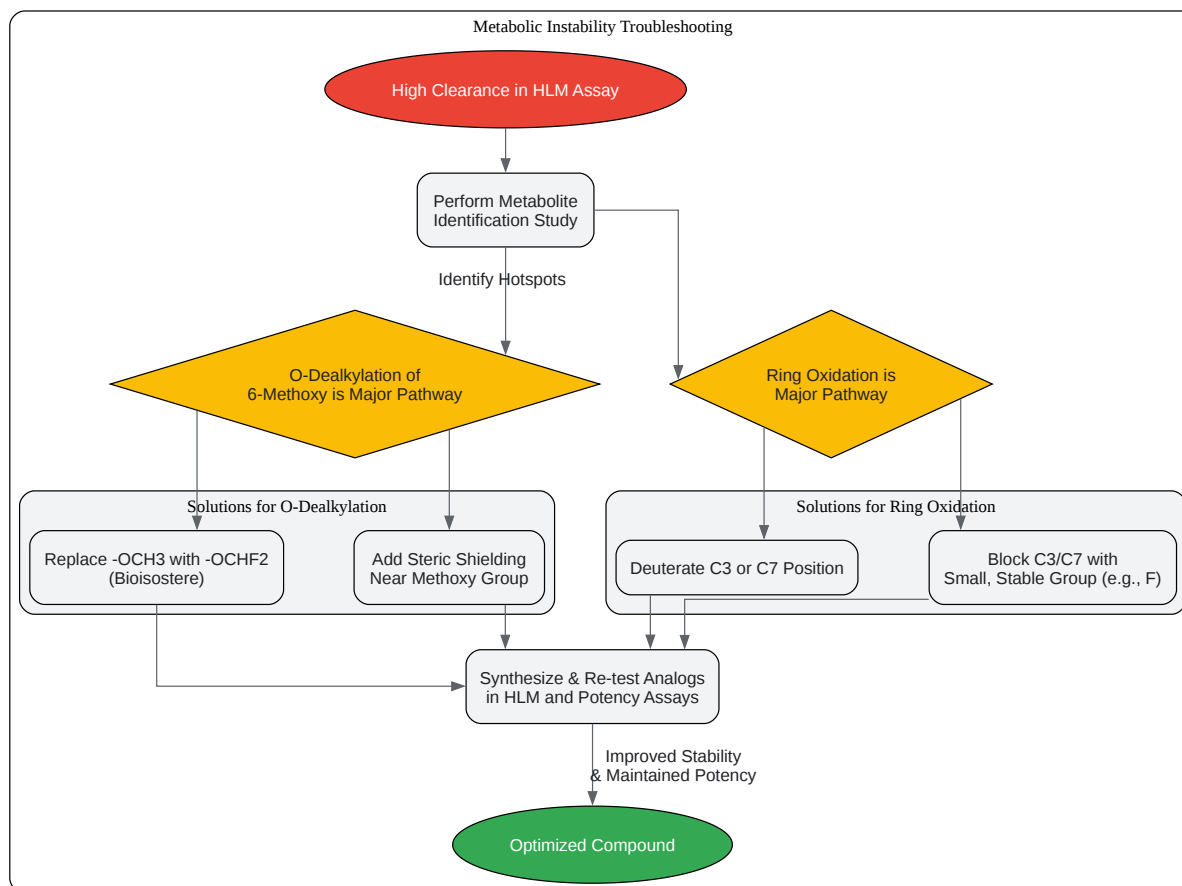 Metabolic Instability Troubleshooting
High Clearance in HLM Assay
Perform Metabolite
Identification Study
Identify Hotspots
O-Dealkylation of
6-Methoxy is Major Pathway
Ring Oxidation is
Major Pathway
Solutions for O-Dealkylation
Replace -OCH3 with -OCHF2
(Bioisostere)
Add Steric Shielding
Near Methoxy Group
Solutions for Ring Oxidation
Deuterate C3 or C7 Position
Block C3/C7 with
Small, Stable Group (e.g., F)
Synthesize & Re-test Analogs
in HLM and Potency Assays
Improved Stability
& Maintained Potency
Optimized Compound